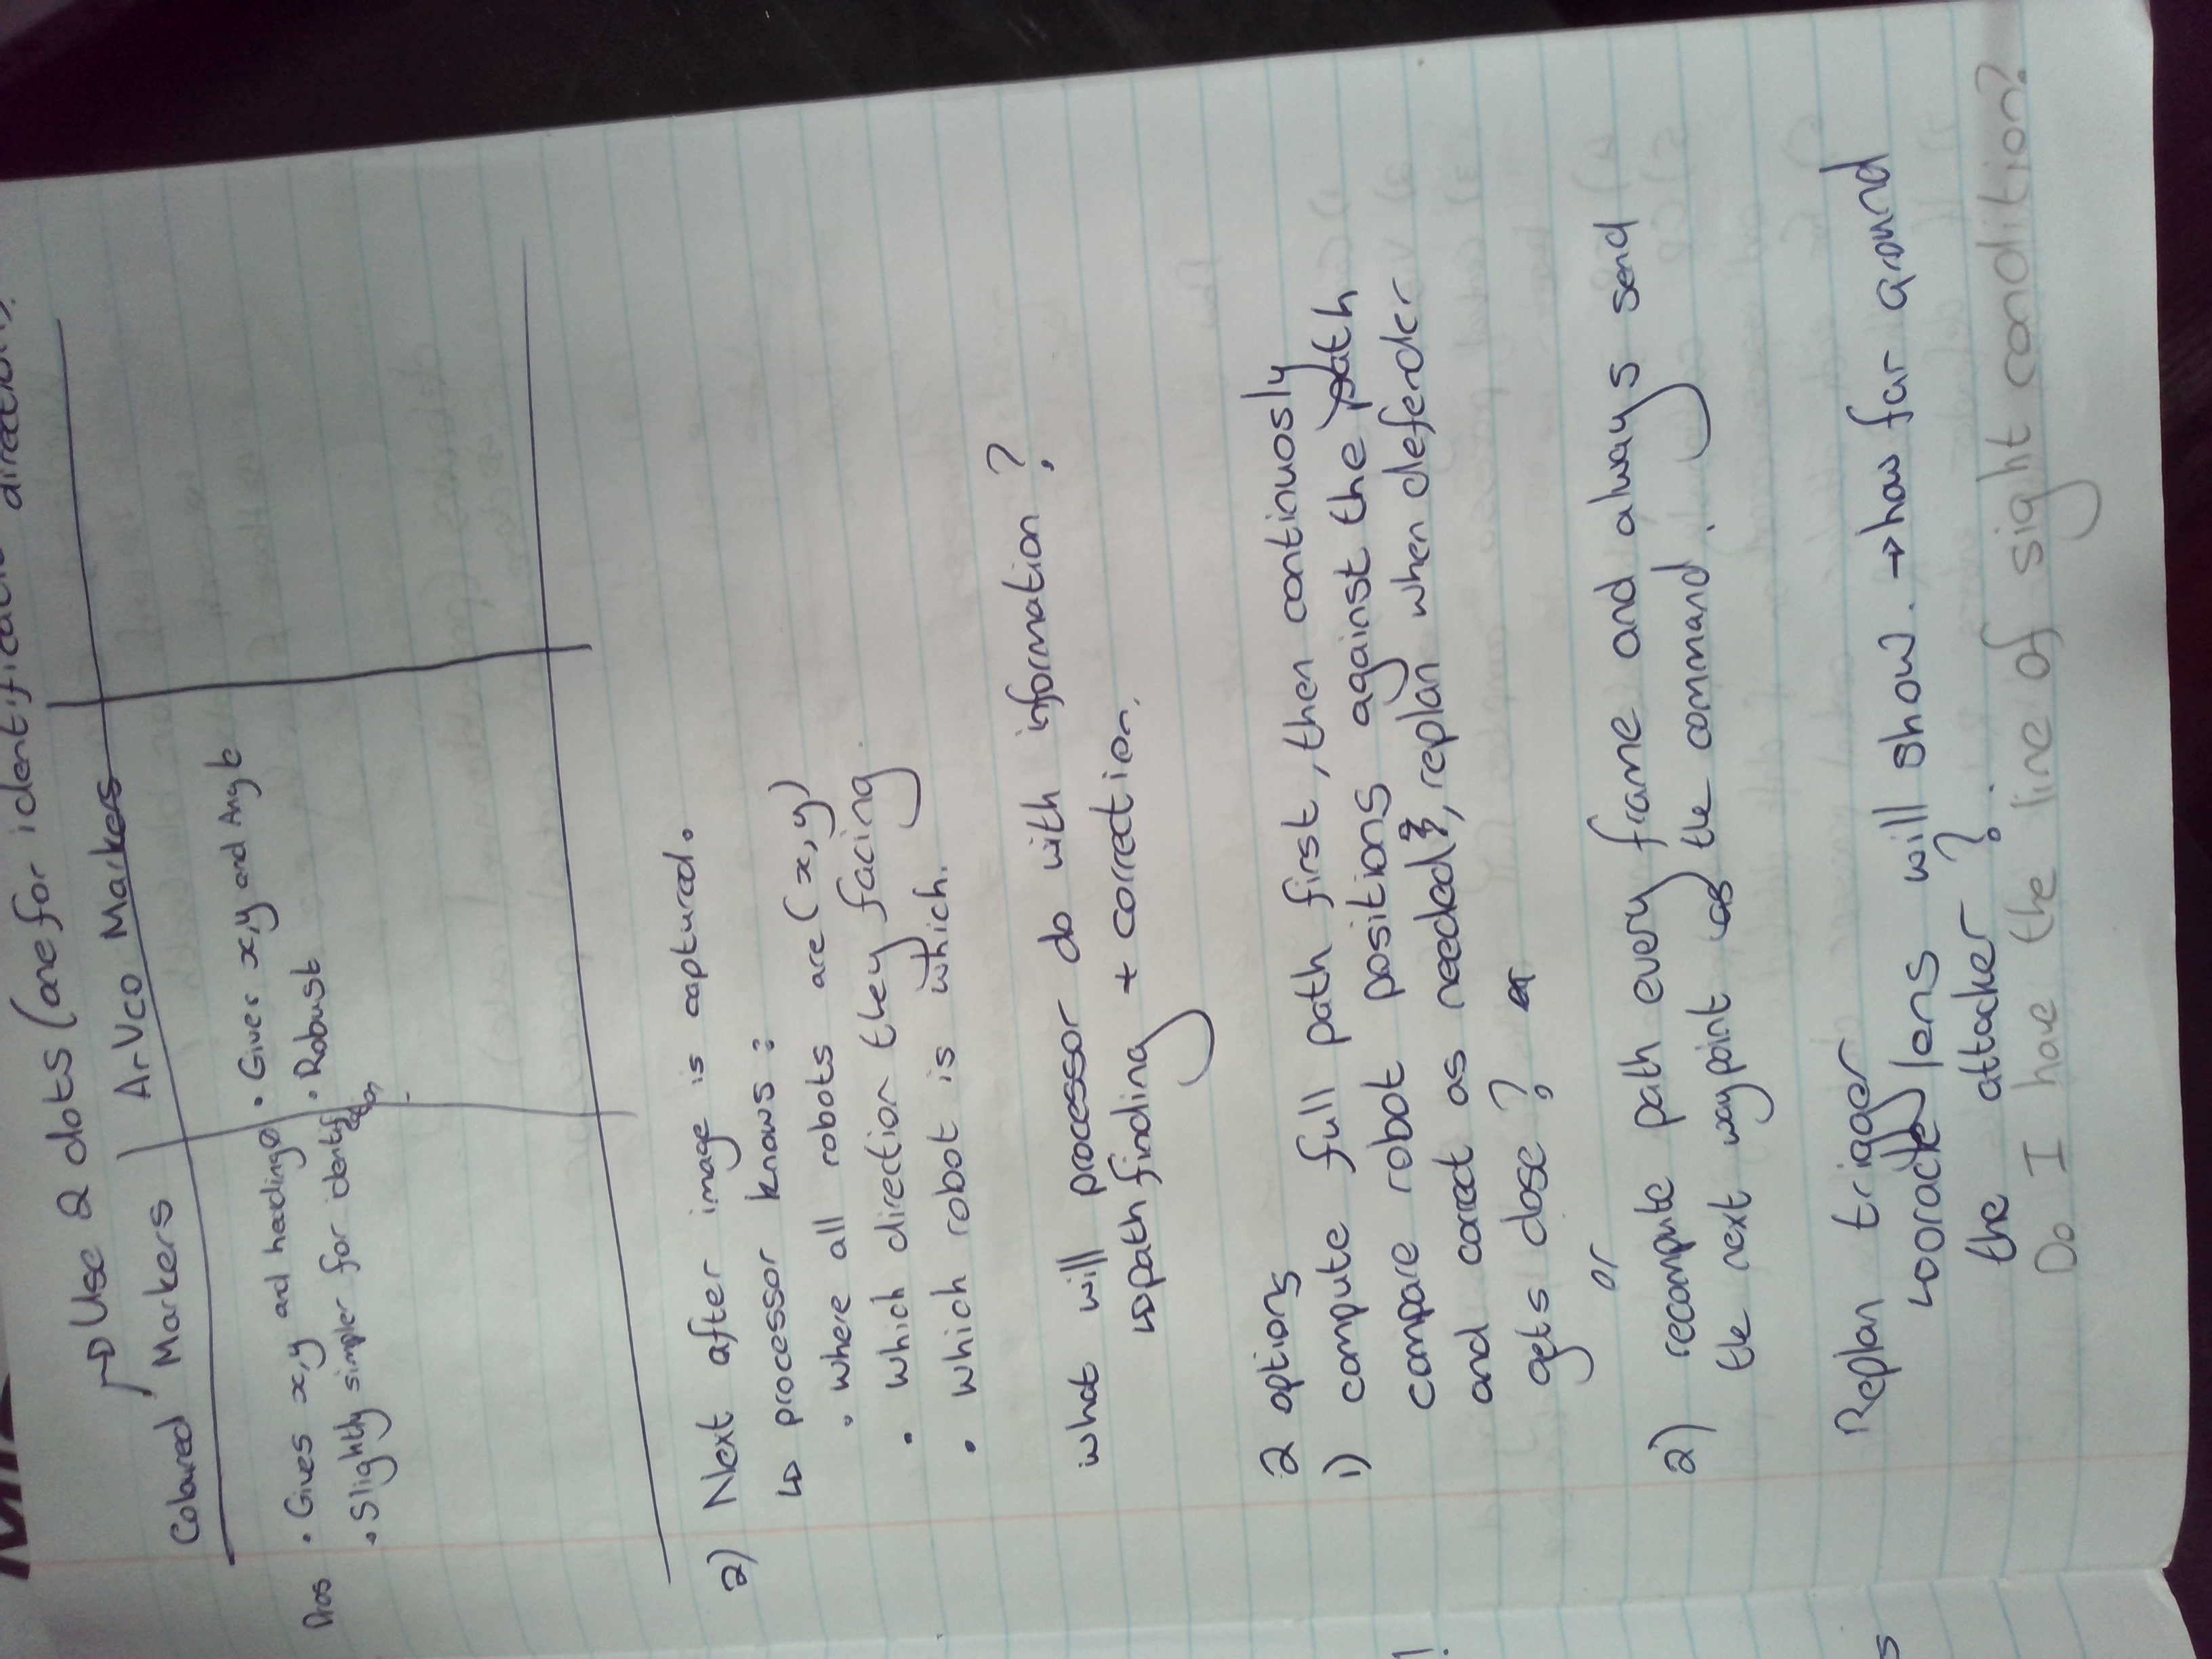 Use 2 dots (one for
Coloured Markers
ArUco Markers
Pros
• Gives x,y and heading
• Slightly simpler for
• Gives x,y and Angle
• Robust
2) Next after image is captured.
↳ processor knows :
• where all robots are (x,y)
• which direction they facing
• which robot is which.
what will processor do with information ?
↳ path finding + correction.
2 options
1) compute full path first, then continuosly
compare robot positions against the path
and correct as needed, replan when defender
gets close ?
or
2) recompute path every frame and always send
the next waypoint as the command.
Replan trigger
↳ oracle lens will show. → how far around
the attacker ?.
Do I have the line of sight condition?